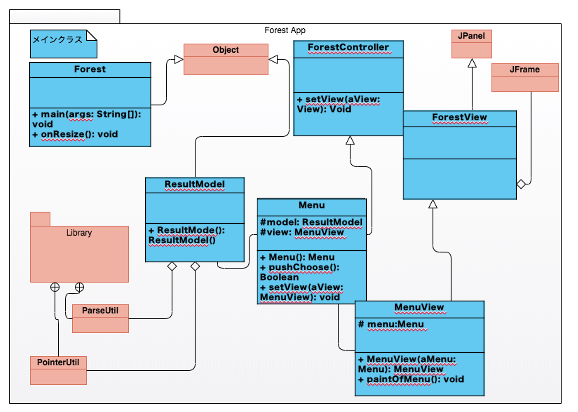 Forest App
メインクラス
Forest
+ main(args: String[]):
void
+ onResize(): void
Object
ForestController
+ setView(aView:
View): Void
JPanel
JFrame
ForestView
ResultModel
+ ResultMode():
ResultModel()
Menu
#model: ResultModel
#view: MenuView
+ Menu(): Menu
+ pushChoose():
Boolean
+ setView(aView:
MenuView): void
Library
ParseUtil
PointerUtil
MenuView
# menu:Menu
+ MenuView(aMenu:
Menu): MenuView
+ paintOfMenu(): void